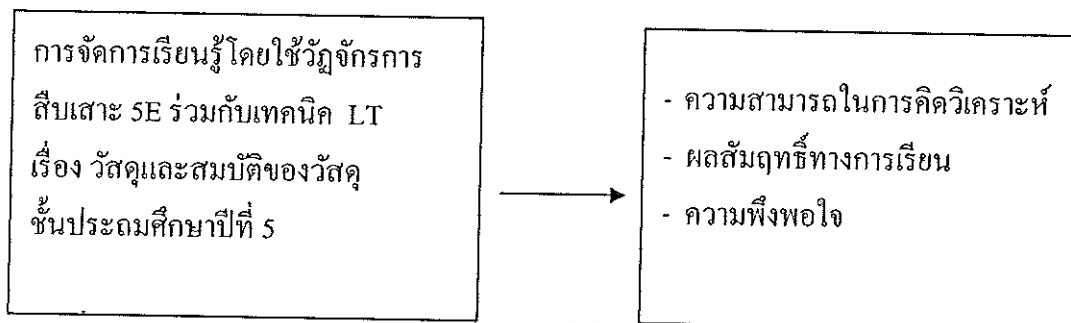 การจัดการเรียนรู้โดยใช้วัฏจักรการ
สืบเสาะ 5E ร่วมกับเทคนิค LT
เรื่อง วัสดุและสมบัติของวัสดุ
ชั้นประถมศึกษาปีที่ 5
- ความสามารถในการคิดวิเคราะห์
- ผลสัมฤทธิ์ทางการเรียน
- ความพึงพอใจ